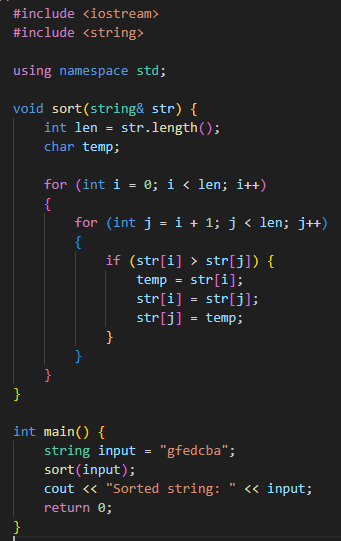 #include <iostream>
#include <string>

using namespace std;

void sort(string& str) {
    int len = str.length();
    char temp;

    for (int i = 0; i < len; i++)
    {
        for (int j = i + 1; j < len; j++)
        {
            if (str[i] > str[j]) {
                temp = str[i];
                str[i] = str[j];
                str[j] = temp;
            }
        }
    }
}

int main() {
    string input = "gfedcba";
    sort(input);
    cout << "Sorted string: " << input;
    return 0;
}